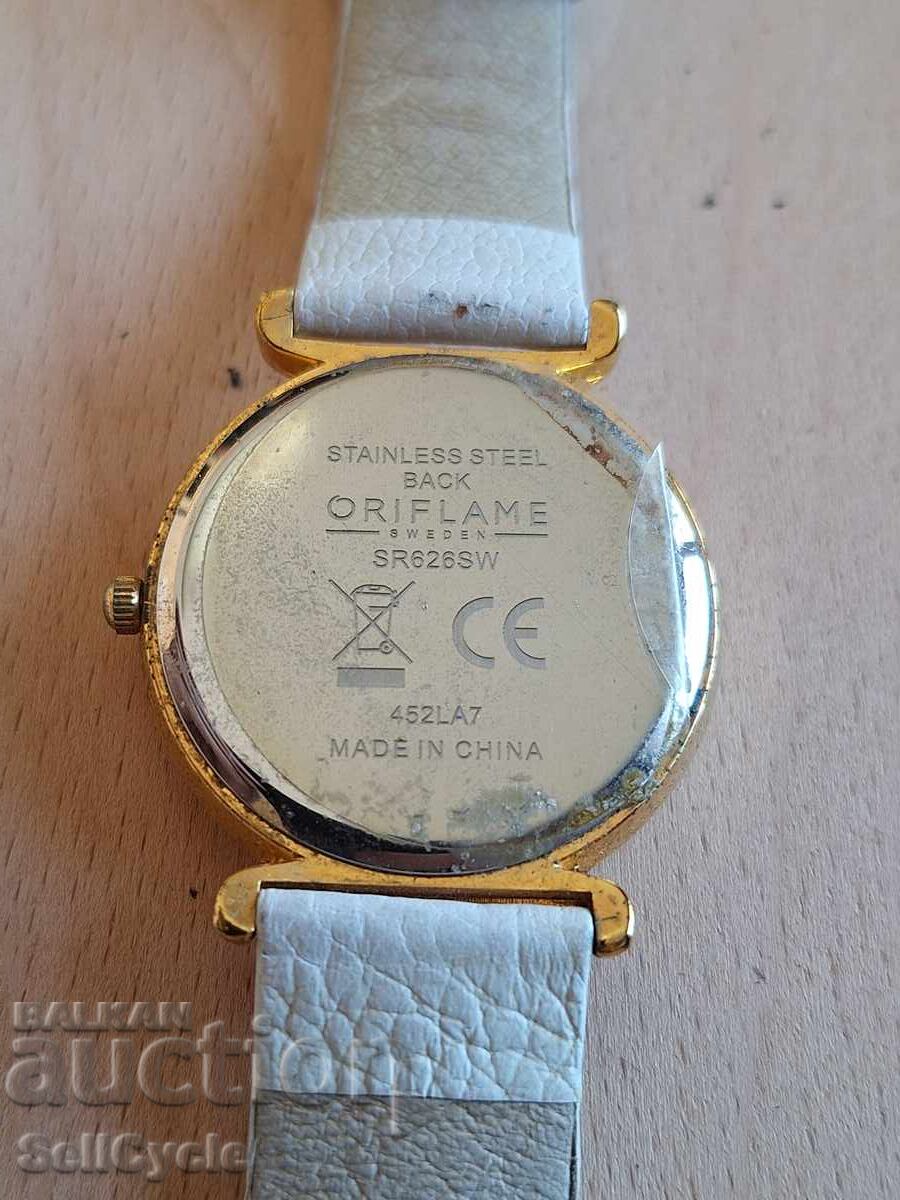 STAINLESS STEEL
BACK
ORIFLAME
SWEDEN
SR626SW
CE
452LA7
MADE IN CHINA
BALKAN
auction
SellCycle